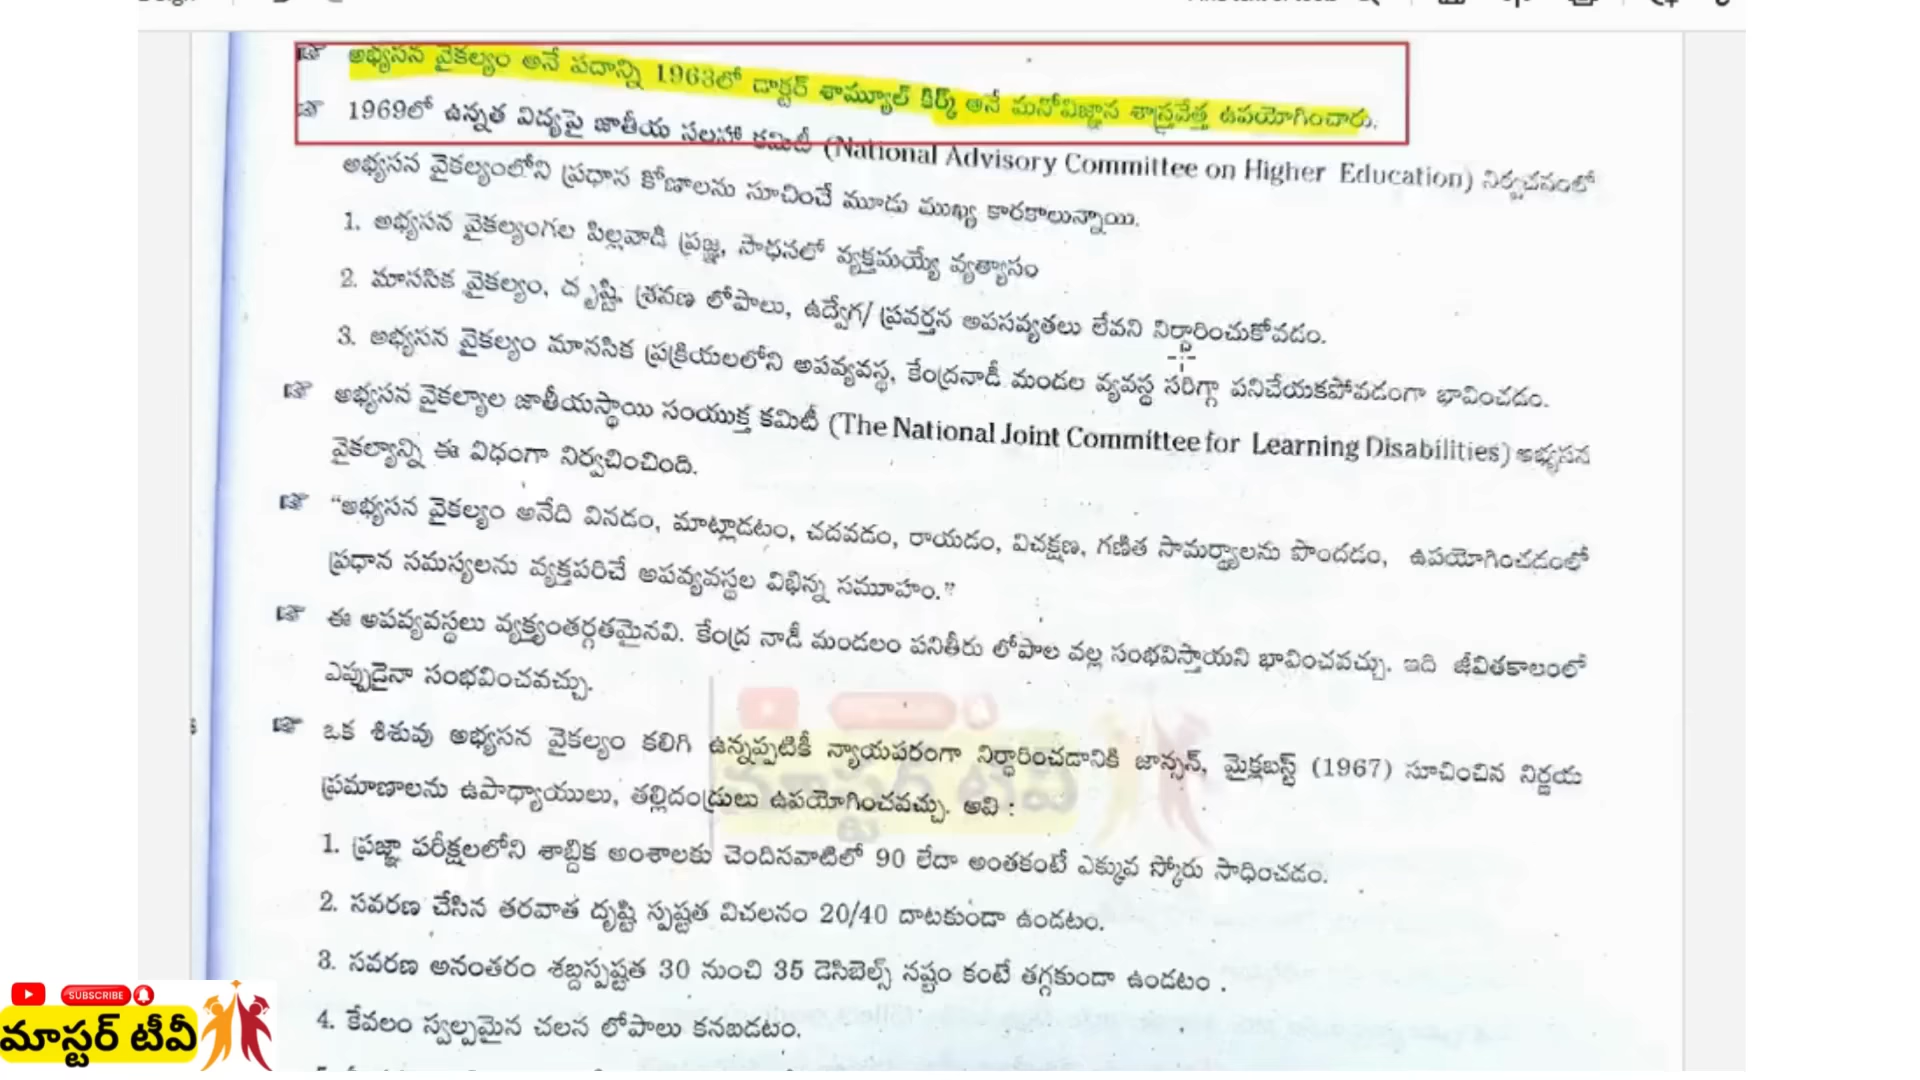 ☞ అభ్యసన వైకల్యం అనే పదాన్ని 1963లో డాక్టర్ శామ్యూల్ కిర్క్ అనే మనోవిజ్ఞాన శాస్త్రవేత్త ఉపయోగించారు.
☞ 1969లో ఉన్నత విద్యపై జాతీయ సలహా కమిటీ (National Advisory Committee on Higher Education) నిర్వచనంలో
అభ్యసన వైకల్యంలోని ప్రధాన కోణాలను సూచించే మూడు ముఖ్య కారకాలున్నాయి.
1. అభ్యసన వైకల్యంగల పిల్లవాడి ప్రజ్ఞ, సాధనలో వ్యక్తమయ్యే వ్యత్యాసం
2. మానసిక వైకల్యం, దృష్టి, శ్రవణ లోపాలు, ఉద్వేగ/ ప్రవర్తన అపసవ్యతలు లేవని నిర్ధారించుకోవడం.
3. అభ్యసన వైకల్యం మానసిక ప్రక్రియలలోని అపవ్యవస్థ, కేంద్రనాడీ మండల వ్యవస్థ సరిగ్గా పనిచేయకపోవడంగా భావించడం.
☞ అభ్యసన వైకల్యాల జాతీయస్థాయి సంయుక్త కమిటీ (The National Joint Committee for Learning Disabilities) అభ్యసన
వైకల్యాన్ని ఈ విధంగా నిర్వచించింది.
☞ “అభ్యసన వైకల్యం అనేది వినడం, మాట్లాడటం, చదవడం, రాయడం, విచక్షణ, గణిత సామర్థ్యాలను పొందడం, ఉపయోగించడంలో
ప్రధాన సమస్యలను వ్యక్తపరిచే అపవ్యవస్థల విభిన్న సమూహం.”
☞ ఈ అపవ్యవస్థలు వ్యక్త్యంతర్గతమైనవి. కేంద్ర నాడీ మండలం పనితీరు లోపాల వల్ల సంభవిస్తాయని భావించవచ్చు. ఇది జీవితకాలంలో
ఎప్పుడైనా సంభవించవచ్చు.
☞ ఒక శిశువు అభ్యసన వైకల్యం కలిగి ఉన్నప్పటికీ న్యాయపరంగా నిర్ధారించడానికి జాన్సన్, మైక్లబస్ట్ (1967) సూచించిన నిర్ణయ
ప్రమాణాలను ఉపాధ్యాయులు, తల్లిదండ్రులు ఉపయోగించవచ్చు. అవి :
1. ప్రజ్ఞా పరీక్షలలోని శాబ్దిక అంశాలకు చెందినవాటిలో 90 లేదా అంతకంటే ఎక్కువ స్కోరు సాధించడం.
2. సవరణ చేసిన తరవాత దృష్టి స్పష్టత విచలనం 20/40 దాటకుండా ఉండటం.
3. సవరణ అనంతరం శబ్దస్పష్టత 30 నుంచి 35 డెసిబెల్స్ నష్టం కంటే తగ్గకుండా ఉండటం .
4. కేవలం స్వల్పమైన చలన లోపాలు కనబడటం.
మాస్టర్ టీవీ
SUBSCRIBE
మాస్టర్ టీవీ